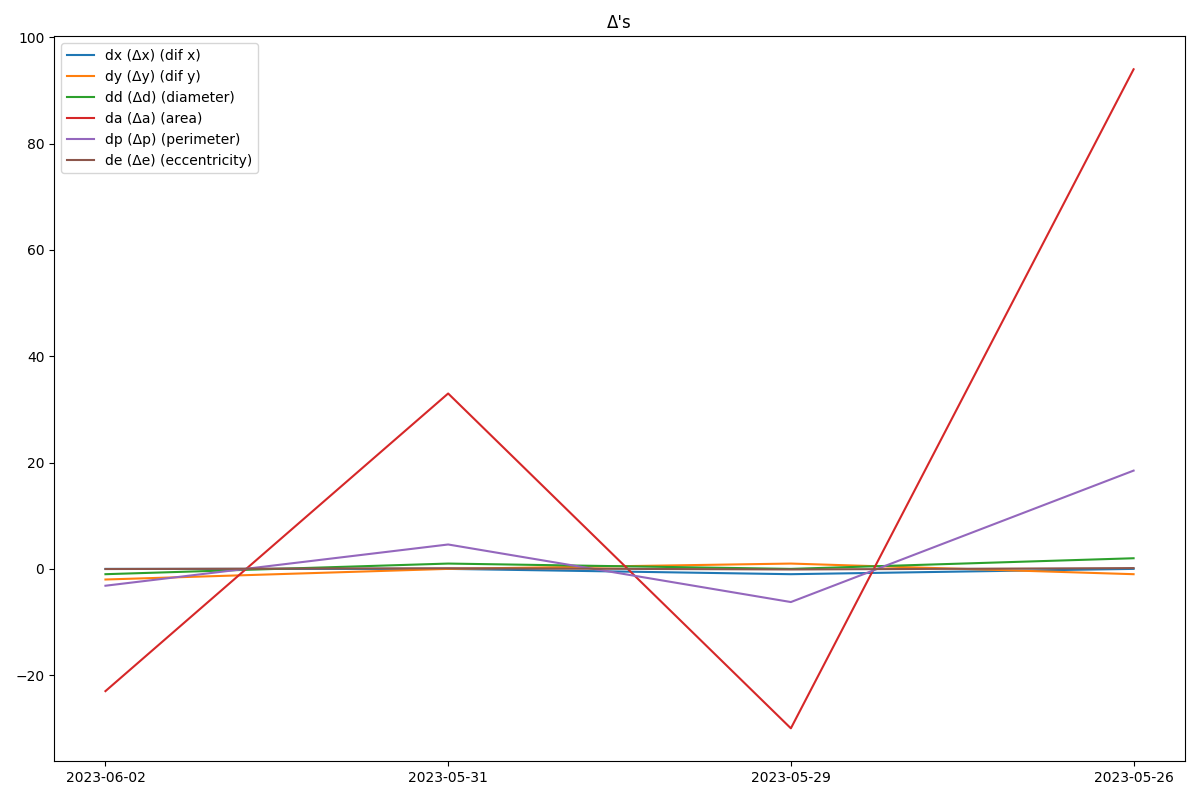 Δ's
100
80
60
40
20
0
−20
dx (Δx) (dif x)
dy (Δy) (dif y)
dd (Δd) (diameter)
da (Δa) (area)
dp (Δp) (perimeter)
de (Δe) (eccentricity)
2023-06-02
2023-05-31
2023-05-29
2023-05-26